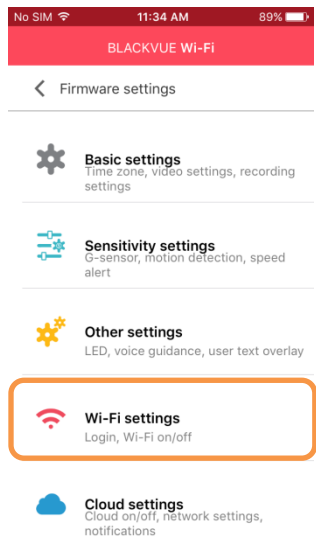 No SIM 11:34 AM 89%
BLACKVUE Wi-Fi
Firmware settings
Basic settings
Time zone, video settings, recording
settings
Sensitivity settings
G-sensor, motion detection, speed
alert
Other settings
LED, voice guidance, user text overlay
Wi-Fi settings
Login, Wi-Fi on/off
Cloud settings
Cloud on/off, network settings,
notifications